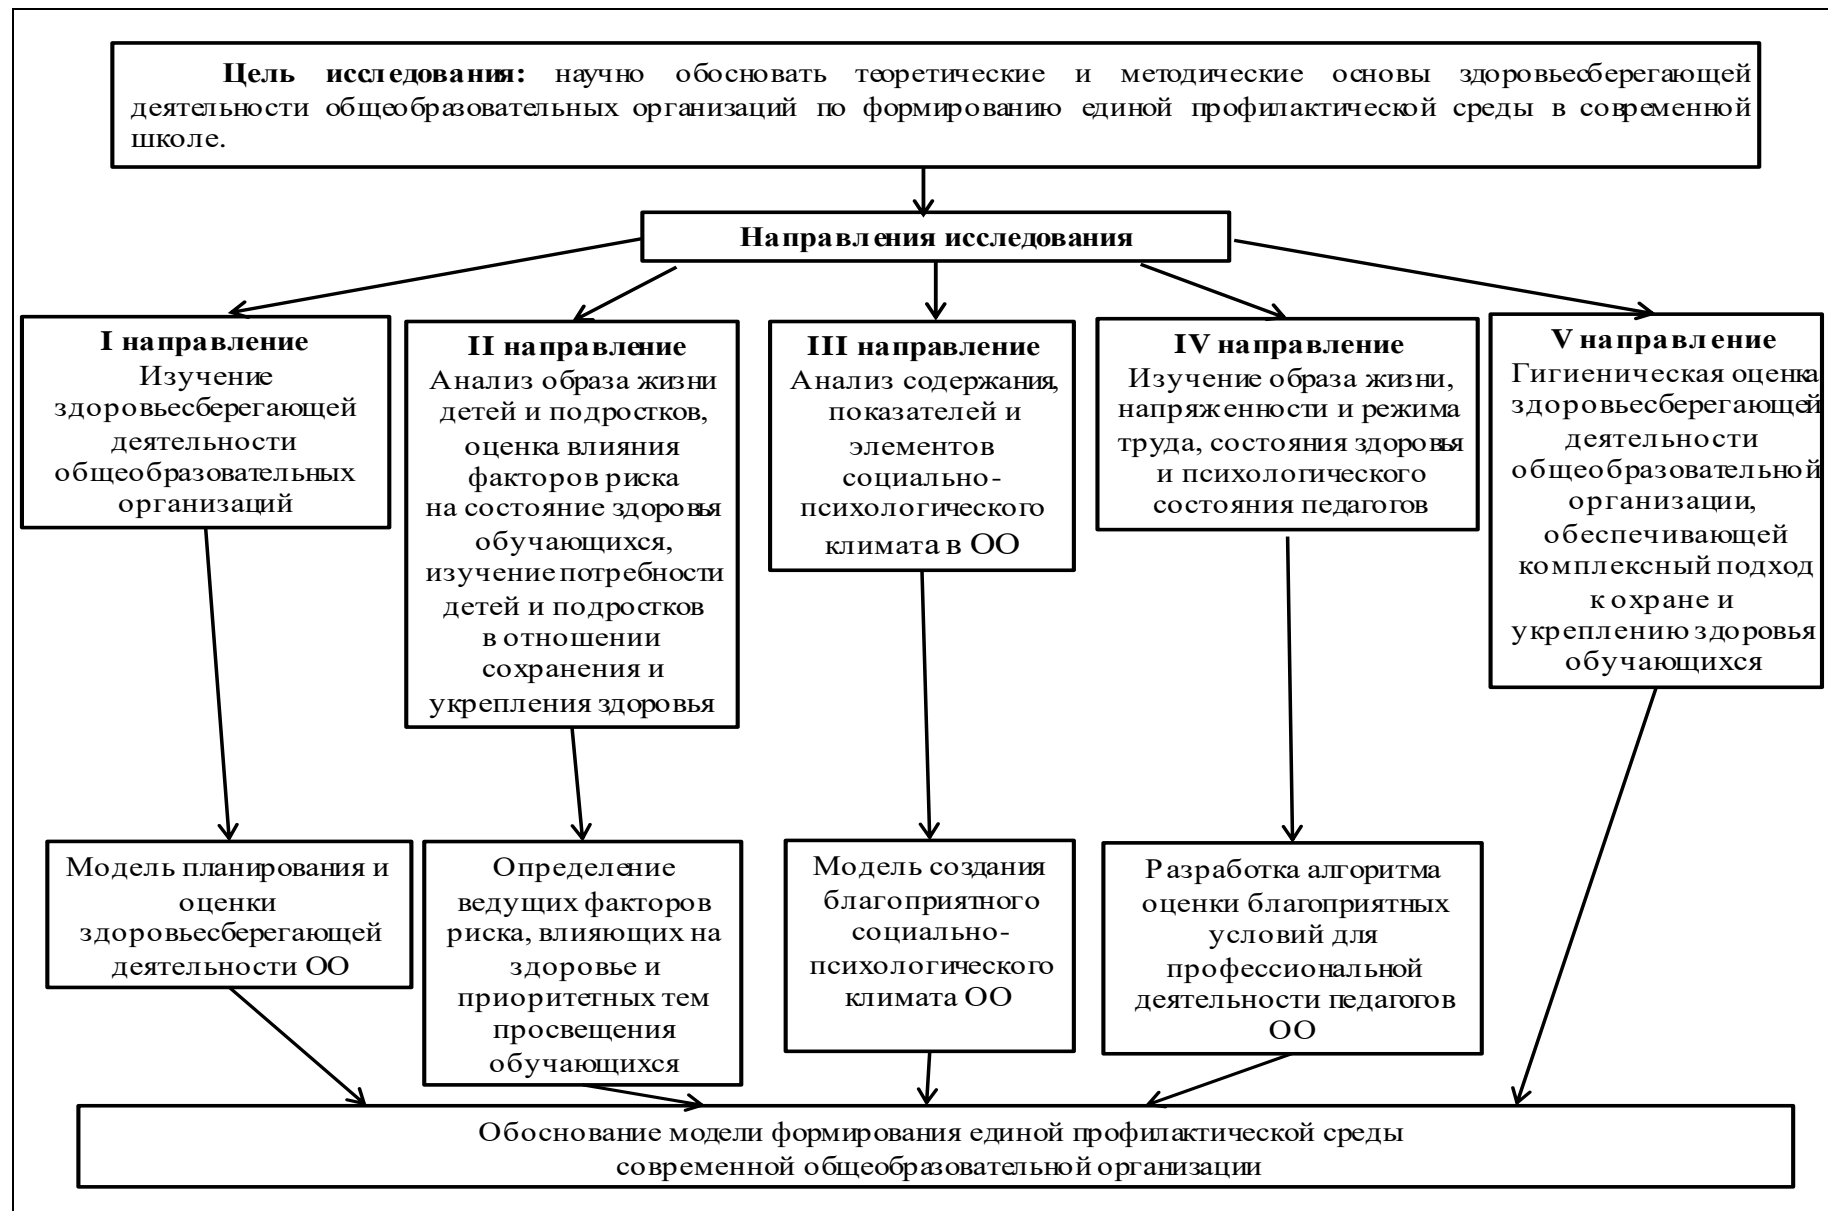 Цель исследования: научно обосновать теоретические и методические основы здоровьесберегающей
деятельности общеобразовательных организаций по формированию единой профилактической среды в современной
школе.
Направления исследования
I направление
Изучение
здоровьесберегающей
деятельности
общеобразовательных
организаций
II направление
Анализ образа жизни
детей и подростков,
оценка влияния
факторов риска
на состояние здоровья
обучающихся,
изучение потребности
детей и подростков
в отношении
сохранения и
укрепления здоровья
III направление
Анализ содержания,
показателей и
элементов
социально-
психологического
климата в ОО
IV направление
Изучение образа жизни,
напряженности и режима
труда, состояния здоровья
и психологического
состояния педагогов
V направление
Гигиеническая оценка
здоровьесберегающей
деятельности
общеобразовательной
организации,
обеспечивающей
комплексный подход
к охране и
укреплению здоровья
обучающихся
Модель планирования и
оценки
здоровьесберегающей
деятельности ОО
Определение
ведущих факторов
риска, влияющих на
здоровье и
приоритетных тем
просвещения
обучающихся
Модель создания
благоприятного
социально-
психологического
климата ОО
Разработка алгоритма
оценки благоприятных
условий для
профессиональной
деятельности педагогов
ОО
Обоснование модели формирования единой профилактической среды
современной общеобразовательной организации